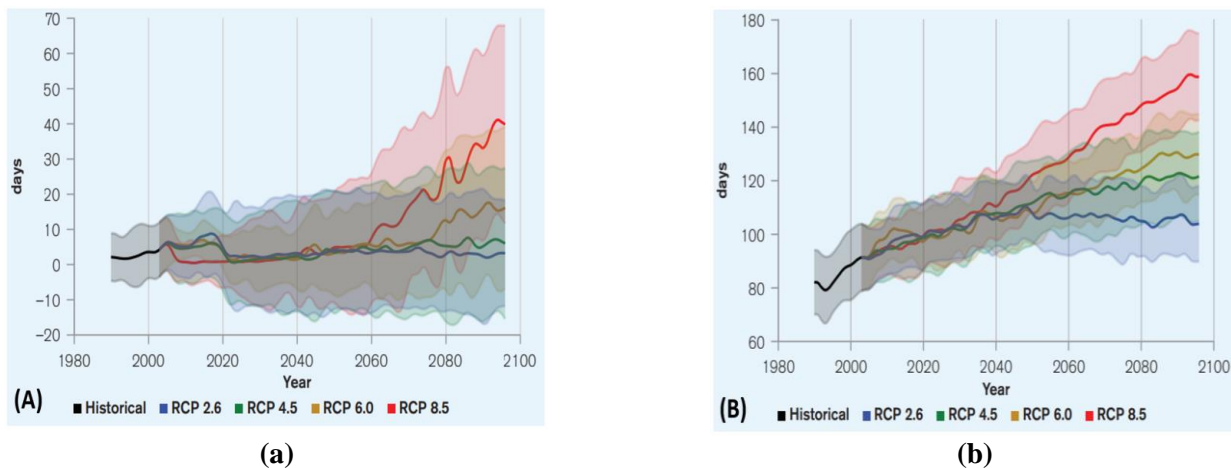 70
60
50
40
30
20
10
0
−10
−20
days
1980 2000 2020 2040 2060 2080 2100
Year
(A)
Historical RCP 2.6 RCP 4.5 RCP 6.0 RCP 8.5
(a)
180
160
140
120
100
80
60
days
1980 2000 2020 2040 2060 2080 2100
Year
(B)
Historical RCP 2.6 RCP 4.5 RCP 6.0 RCP 8.5
(b)